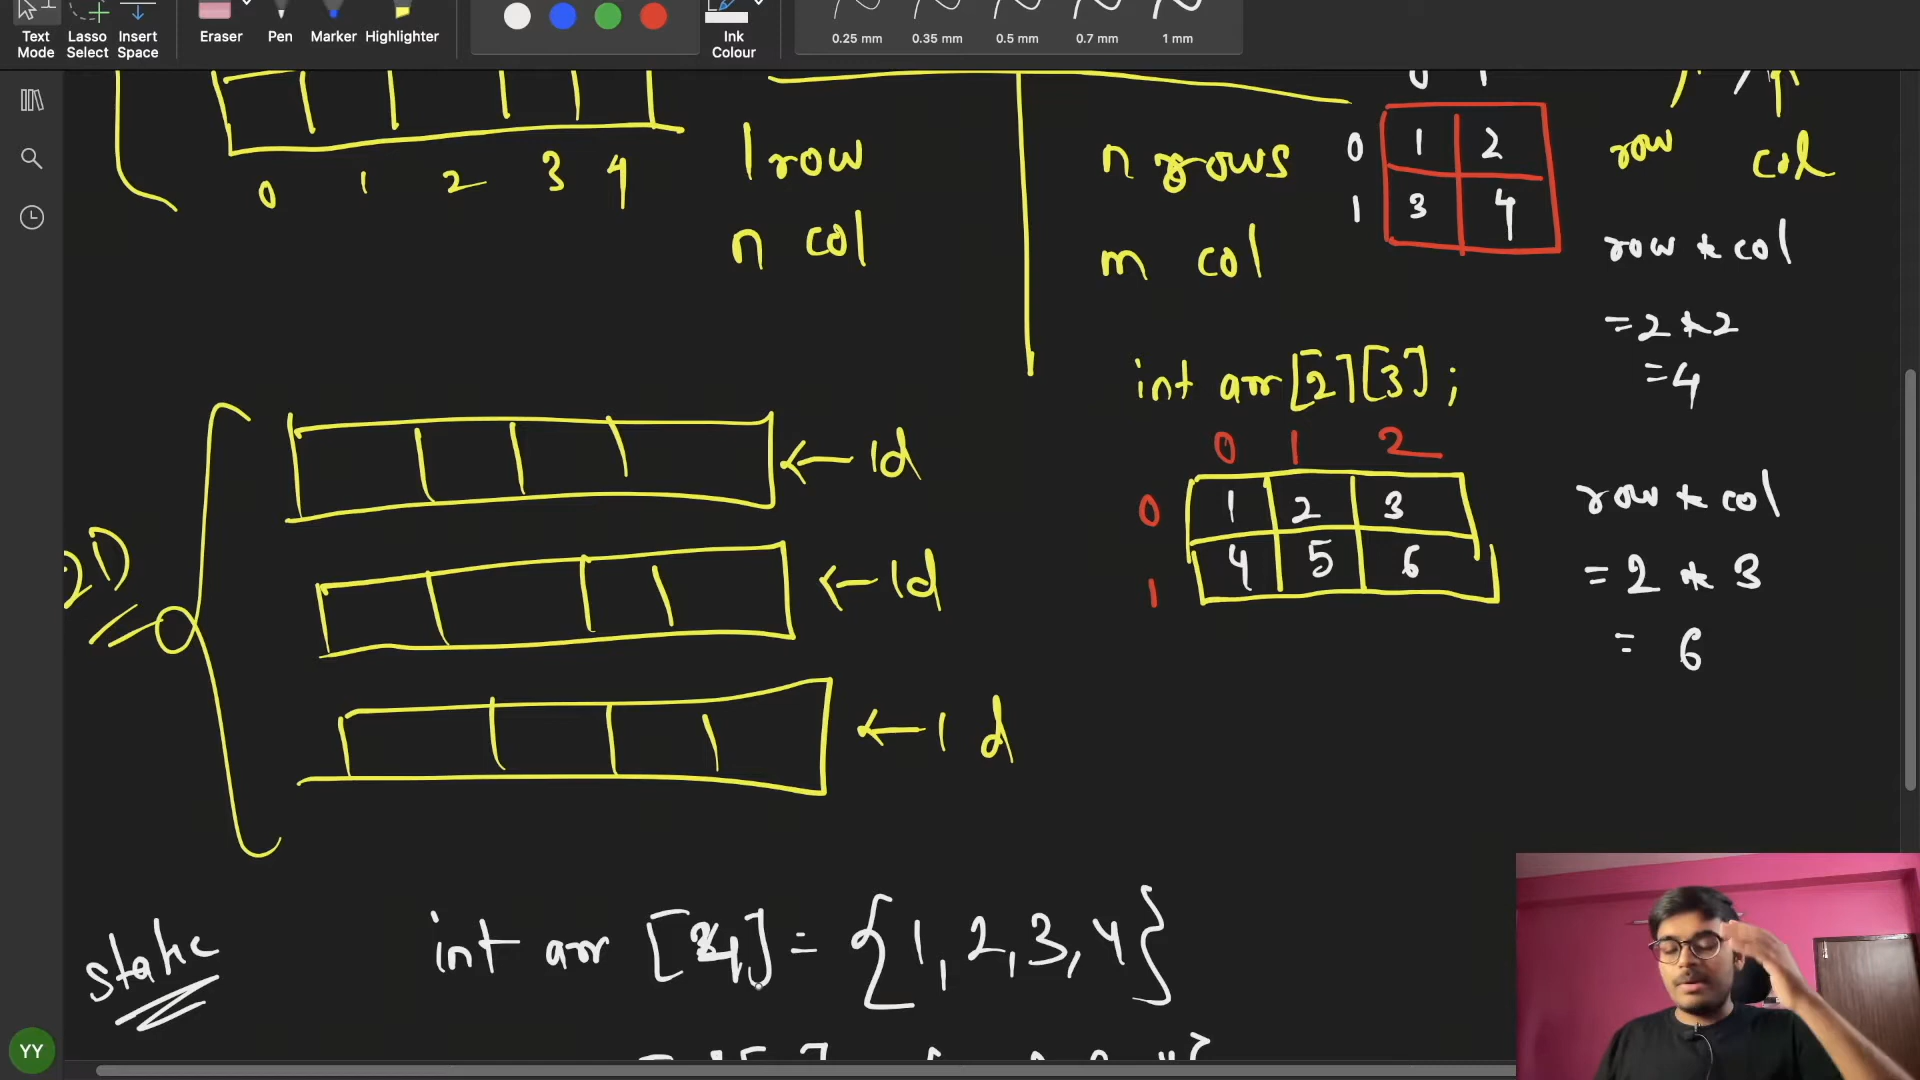 Text Mode
Lasso Select
Insert Space
Eraser
Pen
Marker
Highlighter
Ink Colour
0.25 mm
0.35 mm
0.5 mm
0.7 mm
1 mm
0 1 2 3 4
1 row
n col
n rows
m col
0 1
0 1 2
1 3 4
row col
row * col
= 2 * 2
= 4
int arr[2][3];
0 1 2
0 1 2 3
1 4 5 6
row * col
= 2 * 3
= 6
2D
← 1d
← 1d
← 1 d
static
int arr [4] = {1, 2, 3, 4}
YY